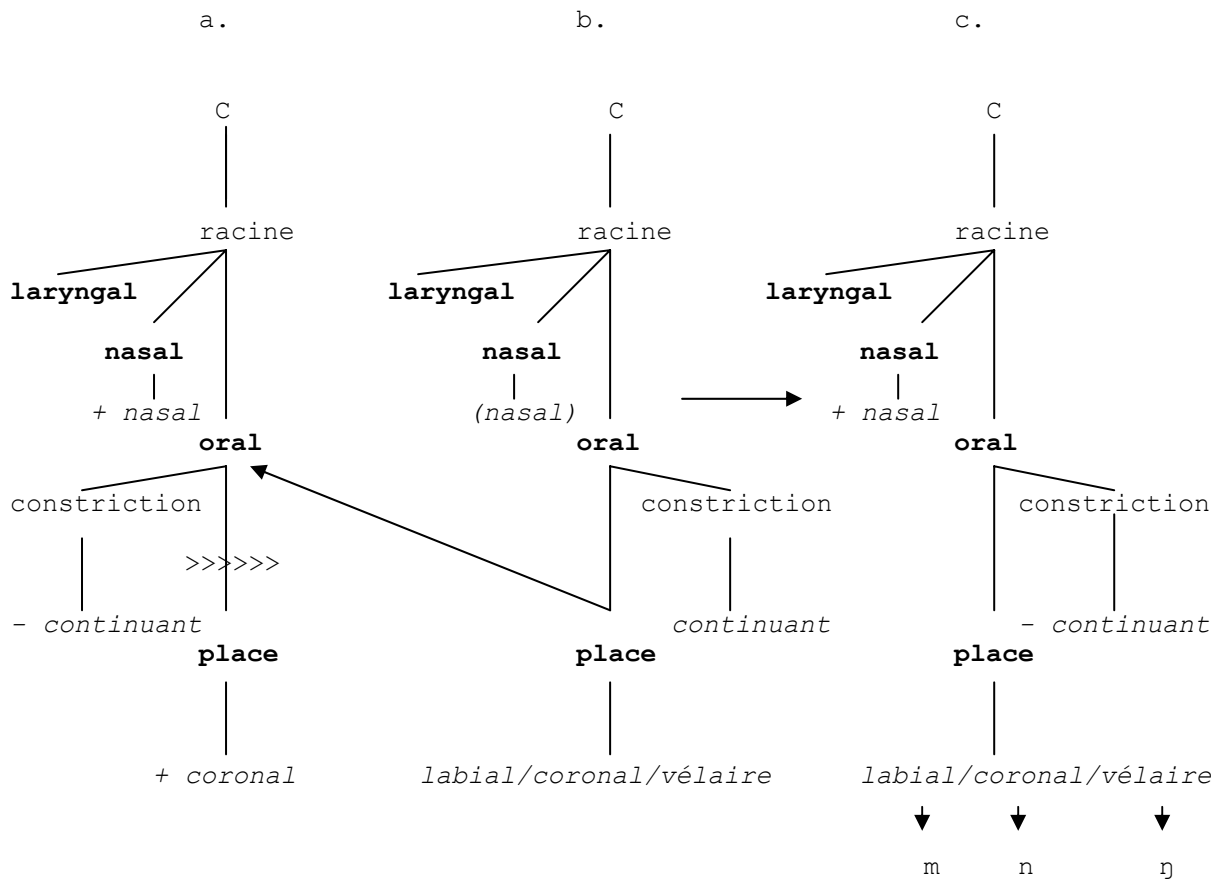 a. b. c.
C C C
racine racine racine
laryngal laryngal laryngal
nasal nasal nasal
+ nasal (nasal) + nasal
oral oral oral
constriction constriction constriction
>>>>>>
- continuant continuant - continuant
place place place
+ coronal labial/coronal/vélaire labial/coronal/vélaire
m n ŋ